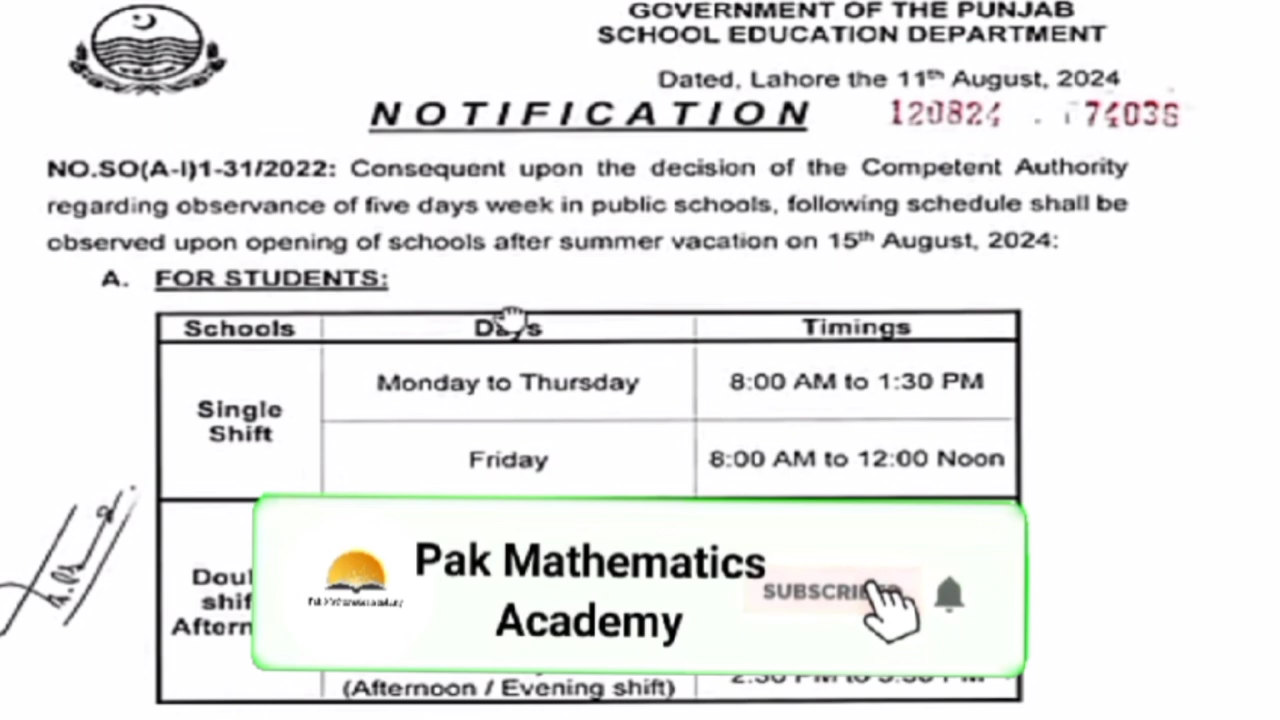 GOVERNMENT OF THE PUNJAB
SCHOOL EDUCATION DEPARTMENT
Dated, Lahore the 11th August, 2024
NOTIFICATION
120824
NO.SO(A-I)1-31/2022: Consequent upon the decision of the Competent Authority
regarding observance of five days week in public schools, following schedule shall be
observed upon opening of schools after summer vacation on 15th August, 2024:
A. FOR STUDENTS:
Schools Days Timings
Single
Shift
Monday to Thursday 8:00 AM to 1:30 PM
Friday 8:00 AM to 12:00 Noon
Pak Mathematics
Academy
SUBSCRIBE
(Afternoon / Evening shift)